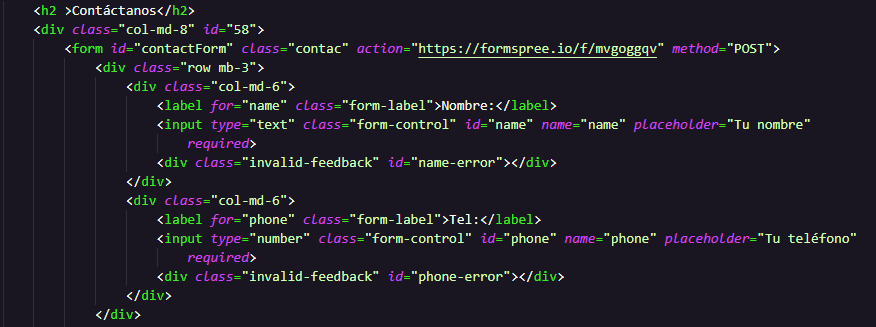 <h2 >Contáctanos</h2>
<div class="col-md-8" id="58">
<form id="contactForm" class="contac" action="https://formspree.io/f/mvgoggqv" method="POST">
<div class="row mb-3">
<div class="col-md-6">
<label for="name" class="form-label">Nombre:</label>
<input type="text" class="form-control" id="name" name="name" placeholder="Tu nombre"
required>
<div class="invalid-feedback" id="name-error"></div>
</div>
<div class="col-md-6">
<label for="phone" class="form-label">Tel:</label>
<input type="number" class="form-control" id="phone" name="phone" placeholder="Tu teléfono"
required>
<div class="invalid-feedback" id="phone-error"></div>
</div>
</div>